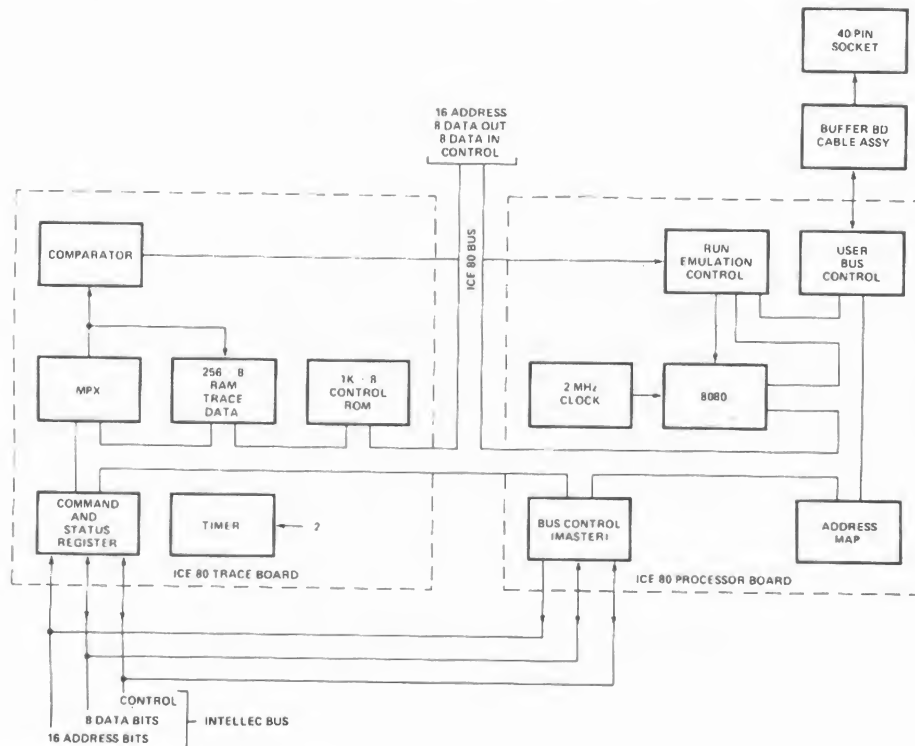 40 PIN
SOCKET
16 ADDRESS
8 DATA OUT
8 DATA IN
CONTROL
BUFFER BD
CABLE ASSY
COMPARATOR
ICE 80 BUS
RUN
EMULATION
CONTROL
USER
BUS
CONTROL
MPX
256 · 8
RAM
TRACE
DATA
1K · 8
CONTROL
ROM
2 MHz
CLOCK
8080
COMMAND
AND
STATUS
REGISTER
TIMER
2
BUS CONTROL
(MASTER)
ADDRESS
MAP
ICE 80 TRACE BOARD
ICE 80 PROCESSOR BOARD
CONTROL
8 DATA BITS
16 ADDRESS BITS
INTELLEC BUS